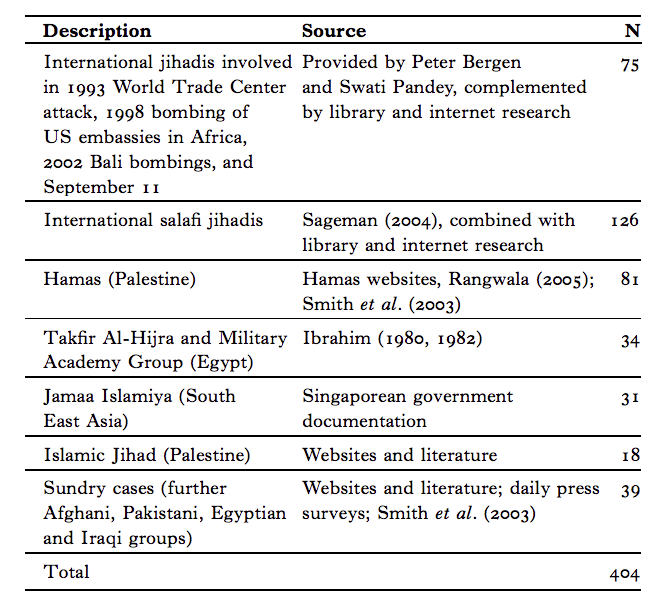 Description Source N
International jihadis involved Provided by Peter Bergen 75
in 1993 World Trade Center and Swati Pandey, complemented
attack, 1998 bombing of by library and internet research
US embassies in Africa,
2002 Bali bombings, and
September 11
International salafi jihadis Sageman (2004), combined with 126
library and internet research
Hamas (Palestine) Hamas websites, Rangwala (2005); 81
Smith et al. (2003)
Takfir Al-Hijra and Military Ibrahim (1980, 1982) 34
Academy Group (Egypt)
Jamaa Islamiya (South Singaporean government 31
East Asia) documentation
Islamic Jihad (Palestine) Websites and literature 18
Sundry cases (further Websites and literature; daily press 39
Afghani, Pakistani, Egyptian surveys; Smith et al. (2003)
and Iraqi groups)
Total 404